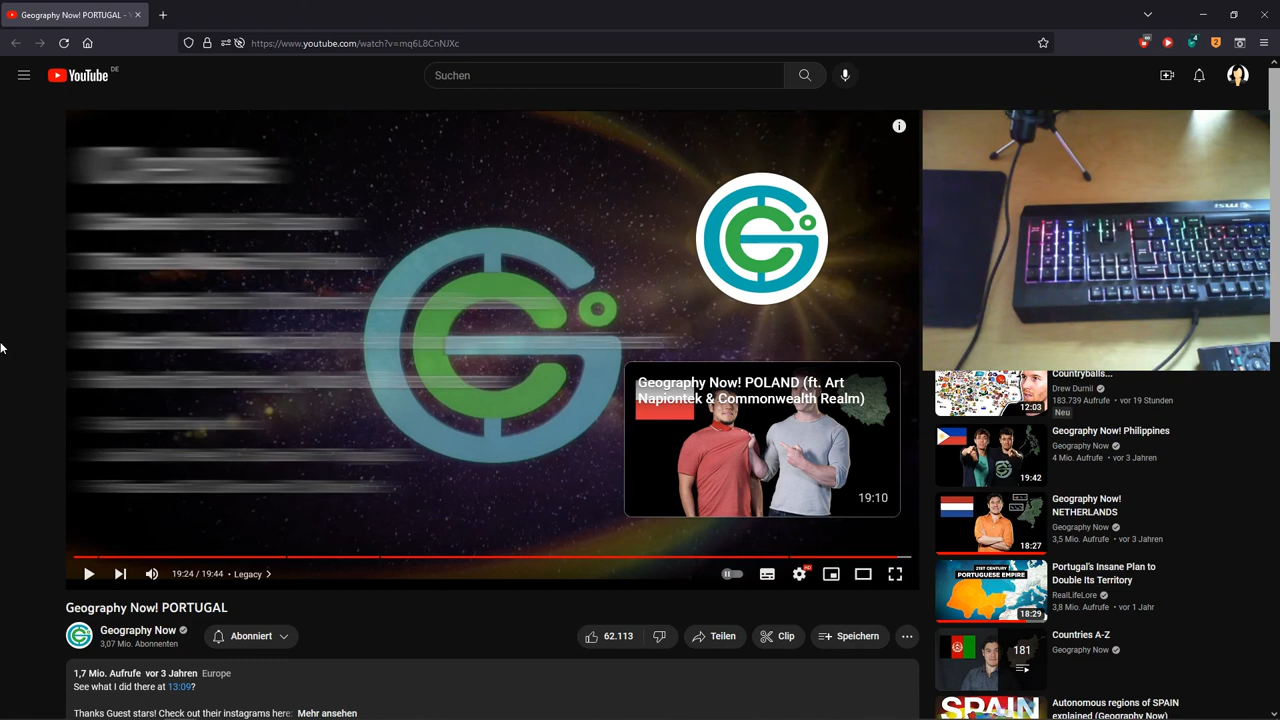 Geography Now! PORTUGAL - Y
https://www.youtube.com/watch?v=mq6L8CnNJXc
60
4
2
YouTube DE
Suchen
Geography Now! POLAND (ft. Art
Napiontek & Commonwealth Realm)
19:10
19:24 / 19:44 • Legacy
HD
Geography Now! PORTUGAL
Geography Now
3,07 Mio. Abonnenten
Abonniert
62.113
Teilen
Clip
Speichern
1,7 Mio. Aufrufe vor 3 Jahren Europe
See what I did there at 13:09?
Thanks Guest stars! Check out their instagrams here: Mehr ansehen
msi
Countryballs...
Drew Durnil
183.739 Aufrufe • vor 19 Stunden
Neu
12:03
Geography Now! Philippines
Geography Now
4 Mio. Aufrufe • vor 3 Jahren
19:42
Geography Now!
NETHERLANDS
Geography Now
3,5 Mio. Aufrufe • vor 3 Jahren
18:27
21ST CENTURY
PORTUGUESE EMPIRE
Portugal's Insane Plan to
Double Its Territory
RealLifeLore
3,8 Mio. Aufrufe • vor 1 Jahr
18:29
Countries A-Z
Geography Now
181
SPAIN
Autonomous regions of SPAIN
explained (Geography Now)